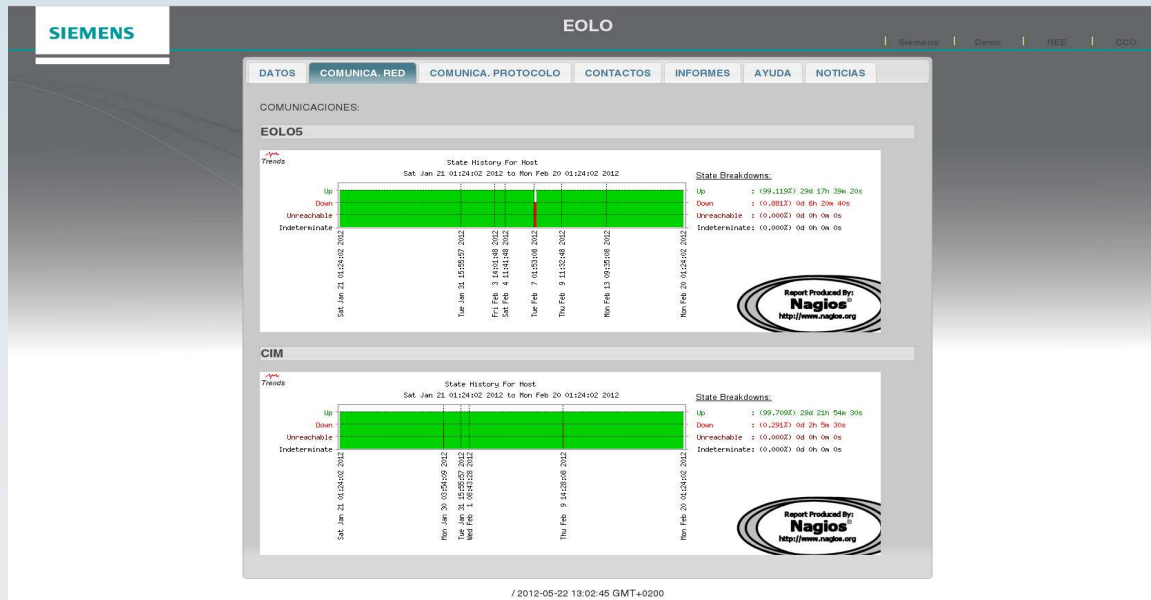 SIEMENS
EOLO
Siemens | Demo | REE | CCO
DATOS
COMUNICA. RED
COMUNICA. PROTOCOLO
CONTACTOS
INFORMES
AYUDA
NOTICIAS
COMUNICACIONES:
EOLO5
Trends
State History For Host
Sat Jan 21 01:24:02 2012 to Mon Feb 20 01:24:02 2012
Up
Down
Unreachable
Indeterminate
Sat Jan 21 01:24:02 2012
Tue Jan 31 15:55:57 2012
Fri Feb 3 14:01:48 2012
Sat Feb 4 11:41:48 2012
Tue Feb 7 01:53:08 2012
Thu Feb 9 11:32:48 2012
Mon Feb 13 09:35:08 2012
Mon Feb 20 01:24:02 2012
State Breakdowns:
Up : (99.119%) 29d 17h 39m 20s
Down : (0.881%) 0d 6h 20m 40s
Unreachable : (0.000%) 0d 0h 0m 0s
Indeterminate: (0.000%) 0d 0h 0m 0s
Report Produced By:
Nagios®
http://www.nagios.org
CIM
Trends
State History For Host
Sat Jan 21 01:24:02 2012 to Mon Feb 20 01:24:02 2012
Up
Down
Unreachable
Indeterminate
Sat Jan 21 01:24:02 2012
Mon Jan 30 03:54:09 2012
Tue Jan 31 15:55:57 2012
Wed Feb 1 08:43:28 2012
Thu Feb 9 14:28:08 2012
Mon Feb 20 01:24:02 2012
State Breakdowns:
Up : (99.709%) 29d 21h 54m 30s
Down : (0.291%) 0d 2h 5m 30s
Unreachable : (0.000%) 0d 0h 0m 0s
Indeterminate: (0.000%) 0d 0h 0m 0s
Report Produced By:
Nagios®
http://www.nagios.org
/ 2012-05-22 13:02:45 GMT+0200